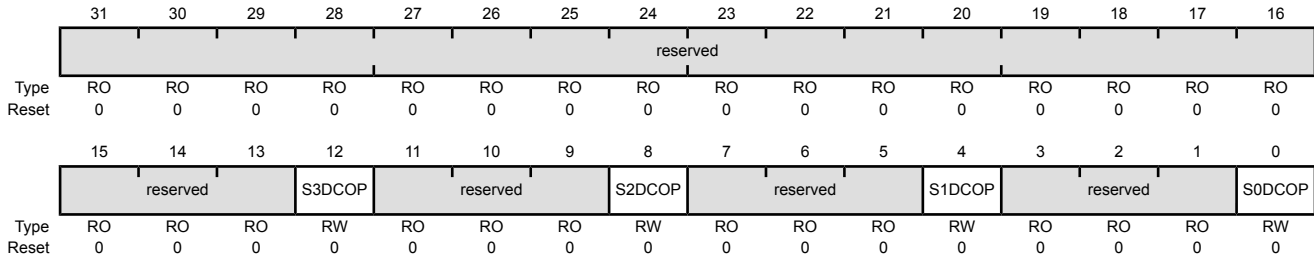 31 30 29 28 27 26 25 24 23 22 21 20 19 18 17 16
reserved
Type RO RO RO RO RO RO RO RO RO RO RO RO RO RO RO RO
Reset 0 0 0 0 0 0 0 0 0 0 0 0 0 0 0 0
15 14 13 12 11 10 9 8 7 6 5 4 3 2 1 0
reserved S3DCOP reserved S2DCOP reserved S1DCOP reserved S0DCOP
Type RO RO RO RW RO RO RO RW RO RO RO RW RO RO RO RW
Reset 0 0 0 0 0 0 0 0 0 0 0 0 0 0 0 0